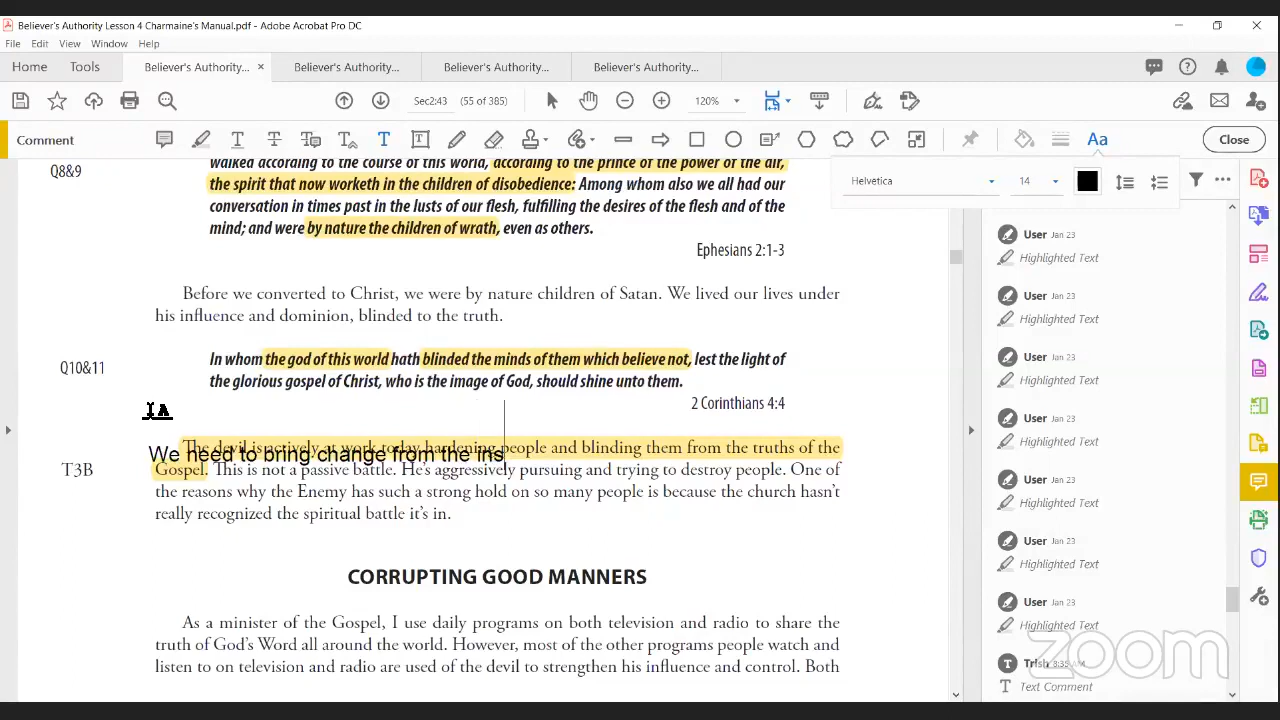 Believer's Authority Lesson 4 Charmaine's Manual.pdf - Adobe Acrobat Pro DC
File Edit View Window Help
Home Tools Believer's Authority... × Believer's Authority... Believer's Authority... Believer's Authority...
Sec2:43 (55 of 385) 120%
Comment Aa Close
Helvetica 14
Q8&9
walked according to the course of this world, according to the prince of the power of the air,
the spirit that now worketh in the children of disobedience: Among whom also we all had our
conversation in times past in the lusts of our flesh, fulfilling the desires of the flesh and of the
mind; and were by nature the children of wrath, even as others.
Ephesians 2:1-3
Before we converted to Christ, we were by nature children of Satan. We lived our lives under
his influence and dominion, blinded to the truth.
Q10&11
In whom the god of this world hath blinded the minds of them which believe not, lest the light of
the glorious gospel of Christ, who is the image of God, should shine unto them.
2 Corinthians 4:4
The devil is actively at work today hardening people and blinding them from the truths of the
We need to bring change from the ins
T3B
Gospel. This is not a passive battle. He's aggressively pursuing and trying to destroy people. One of
the reasons why the Enemy has such a strong hold on so many people is because the church hasn't
really recognized the spiritual battle it's in.
CORRUPTING GOOD MANNERS
As a minister of the Gospel, I use daily programs on both television and radio to share the
truth of God's Word all around the world. However, most of the other programs people watch and
listen to on television and radio are used of the devil to strengthen his influence and control. Both
User Jan 23
Highlighted Text
User Jan 23
Highlighted Text
User Jan 23
Highlighted Text
User Jan 23
Highlighted Text
User Jan 23
Highlighted Text
User Jan 23
Highlighted Text
User Jan 23
Highlighted Text
Trish 8:35 AM
Text Comment
zoom